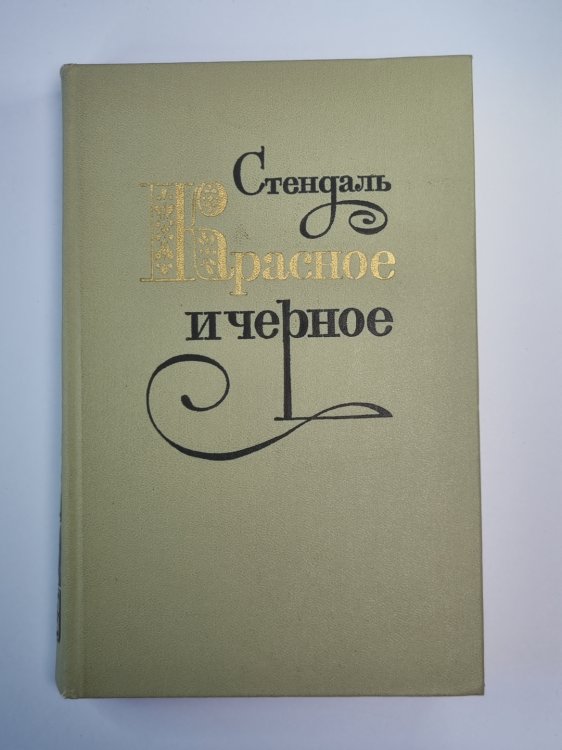 Стендаль
Красное
и черное